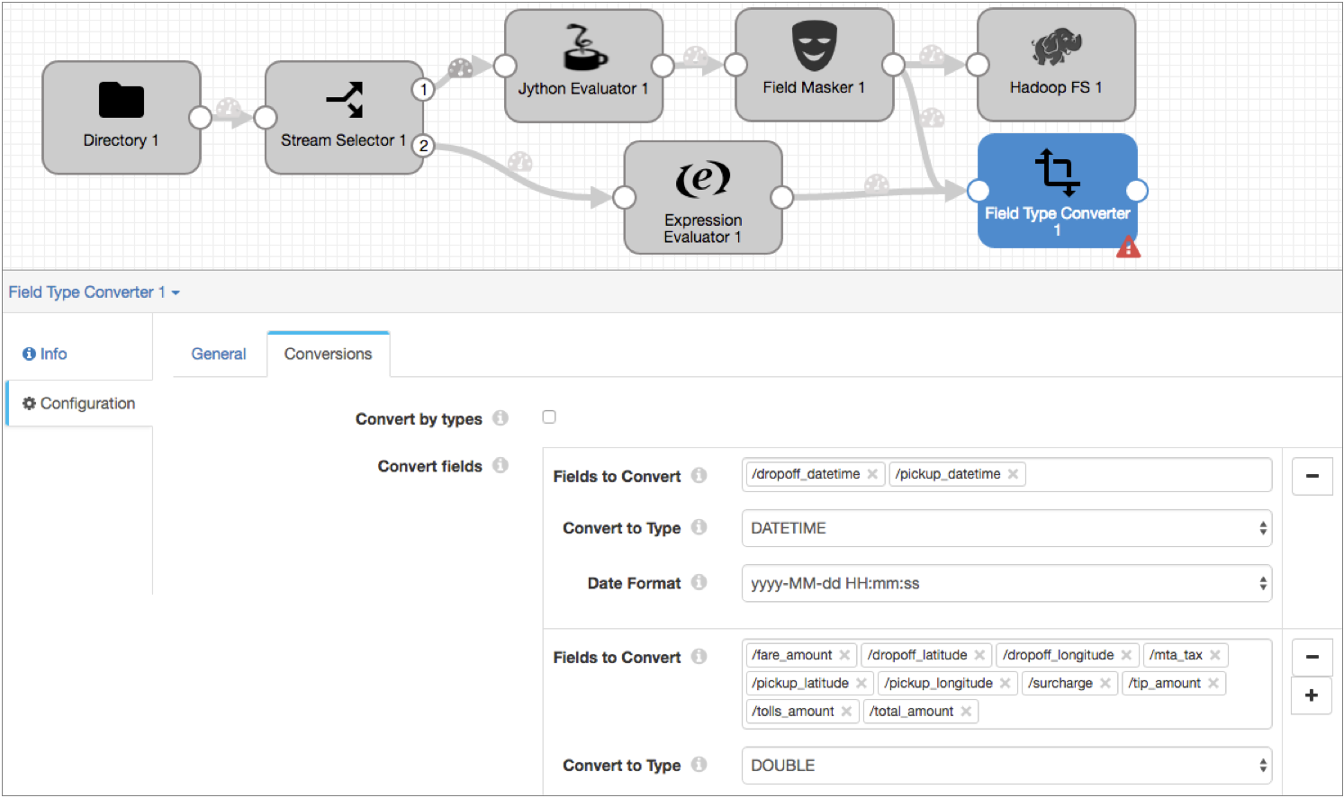 Directory 1
Stream Selector 1
1
2
Jython Evaluator 1
Field Masker 1
Hadoop FS 1
Expression
Evaluator 1
Field Type Converter
1
Field Type Converter 1
Info
Configuration
General
Conversions
Convert by types
Convert fields
Fields to Convert
/dropoff_datetime × /pickup_datetime ×
Convert to Type
DATETIME
Date Format
yyyy-MM-dd HH:mm:ss
Fields to Convert
/fare_amount × /dropoff_latitude × /dropoff_longitude × /mta_tax ×
/pickup_latitude × /pickup_longitude × /surcharge × /tip_amount ×
/tolls_amount × /total_amount ×
Convert to Type
DOUBLE